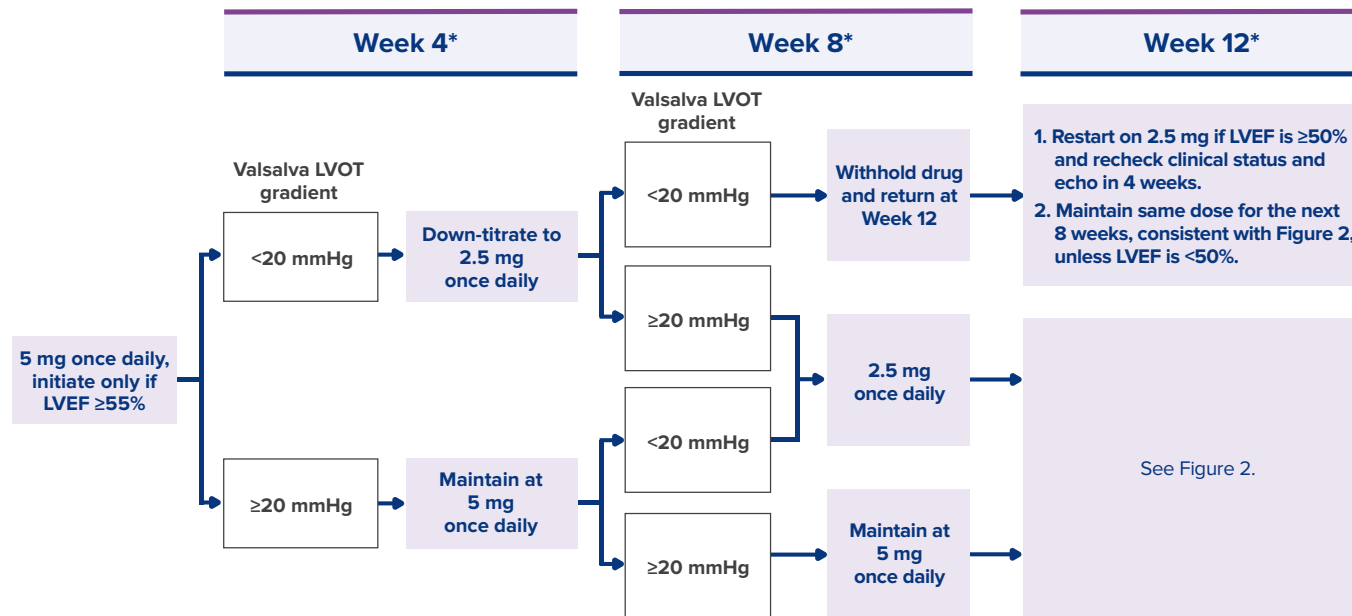 Week 4*
Week 8*
Week 12*
5 mg once daily,
initiate only if
LVEF ≥55%
Valsalva LVOT
gradient
<20 mmHg
Down-titrate to
2.5 mg
once daily
≥20 mmHg
Maintain at
5 mg
once daily
Valsalva LVOT
gradient
<20 mmHg
Withhold drug
and return at
Week 12
≥20 mmHg
<20 mmHg
2.5 mg
once daily
≥20 mmHg
Maintain at
5 mg
once daily
1. Restart on 2.5 mg if LVEF is ≥50%
and recheck clinical status and
echo in 4 weeks.
2. Maintain same dose for the next
8 weeks, consistent with Figure 2,
unless LVEF is <50%.
See Figure 2.